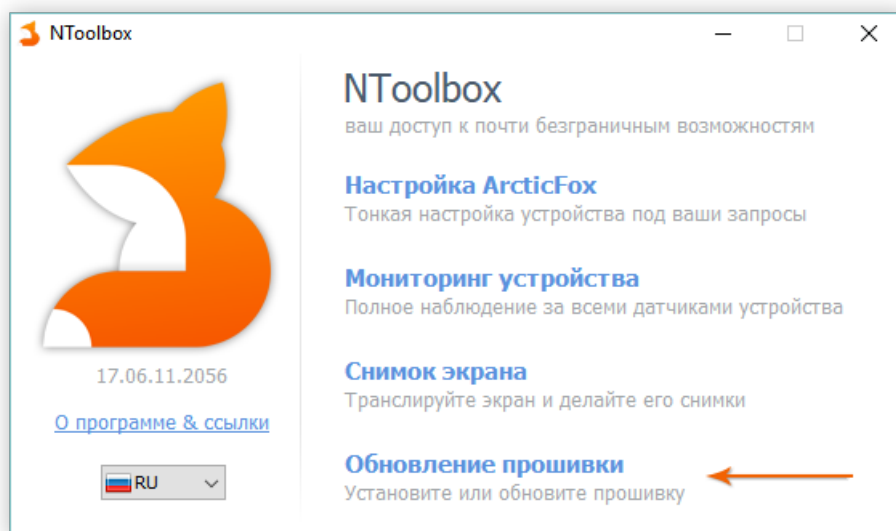 NToolbox
NToolbox
ваш доступ к почти безграничным возможностям
Настройка ArcticFox
Тонкая настройка устройства под ваши запросы
Мониторинг устройства
Полное наблюдение за всеми датчиками устройства
Снимок экрана
Транслируйте экран и делайте его снимки
Обновление прошивки
Установите или обновите прошивку
17.06.11.2056
О программе & ссылки
RU